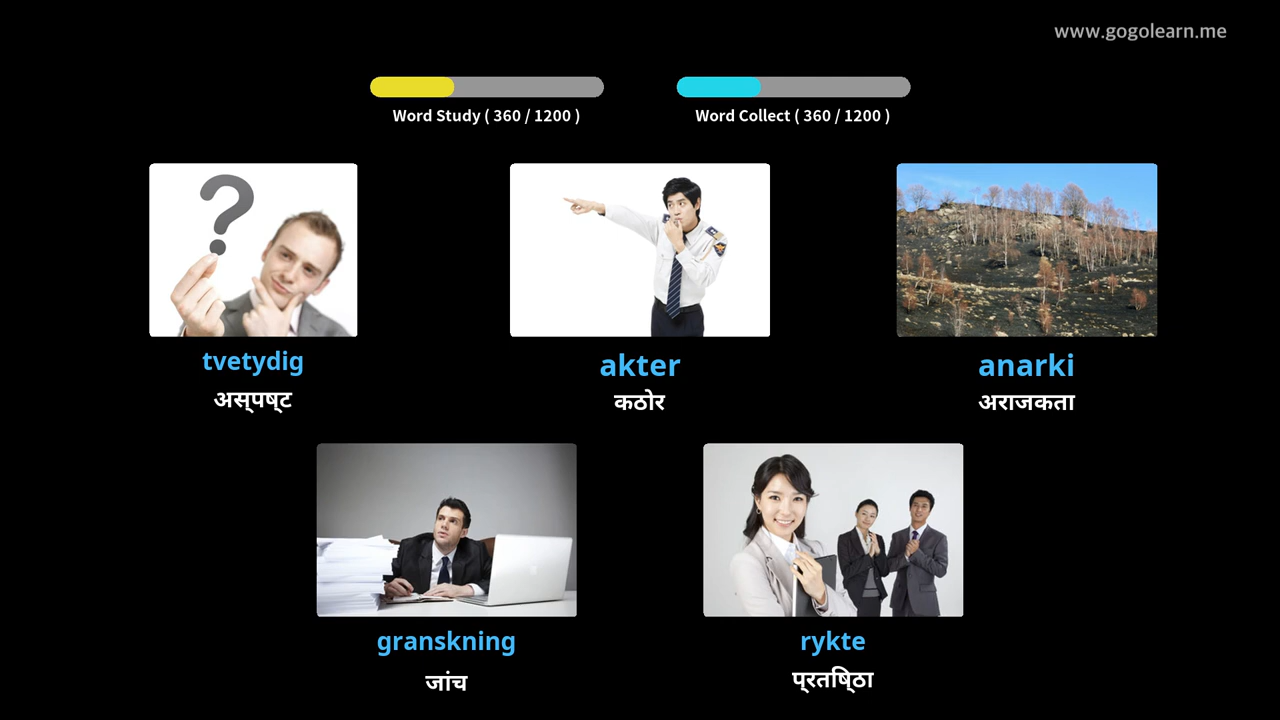 www.gogolearn.me
Word Study ( 360 / 1200 )
Word Collect ( 360 / 1200 )
?
tvetydig
अस्पष्ट
akter
कठोर
anarki
अराजकता
granskning
जांच
rykte
प्रतिष्ठा